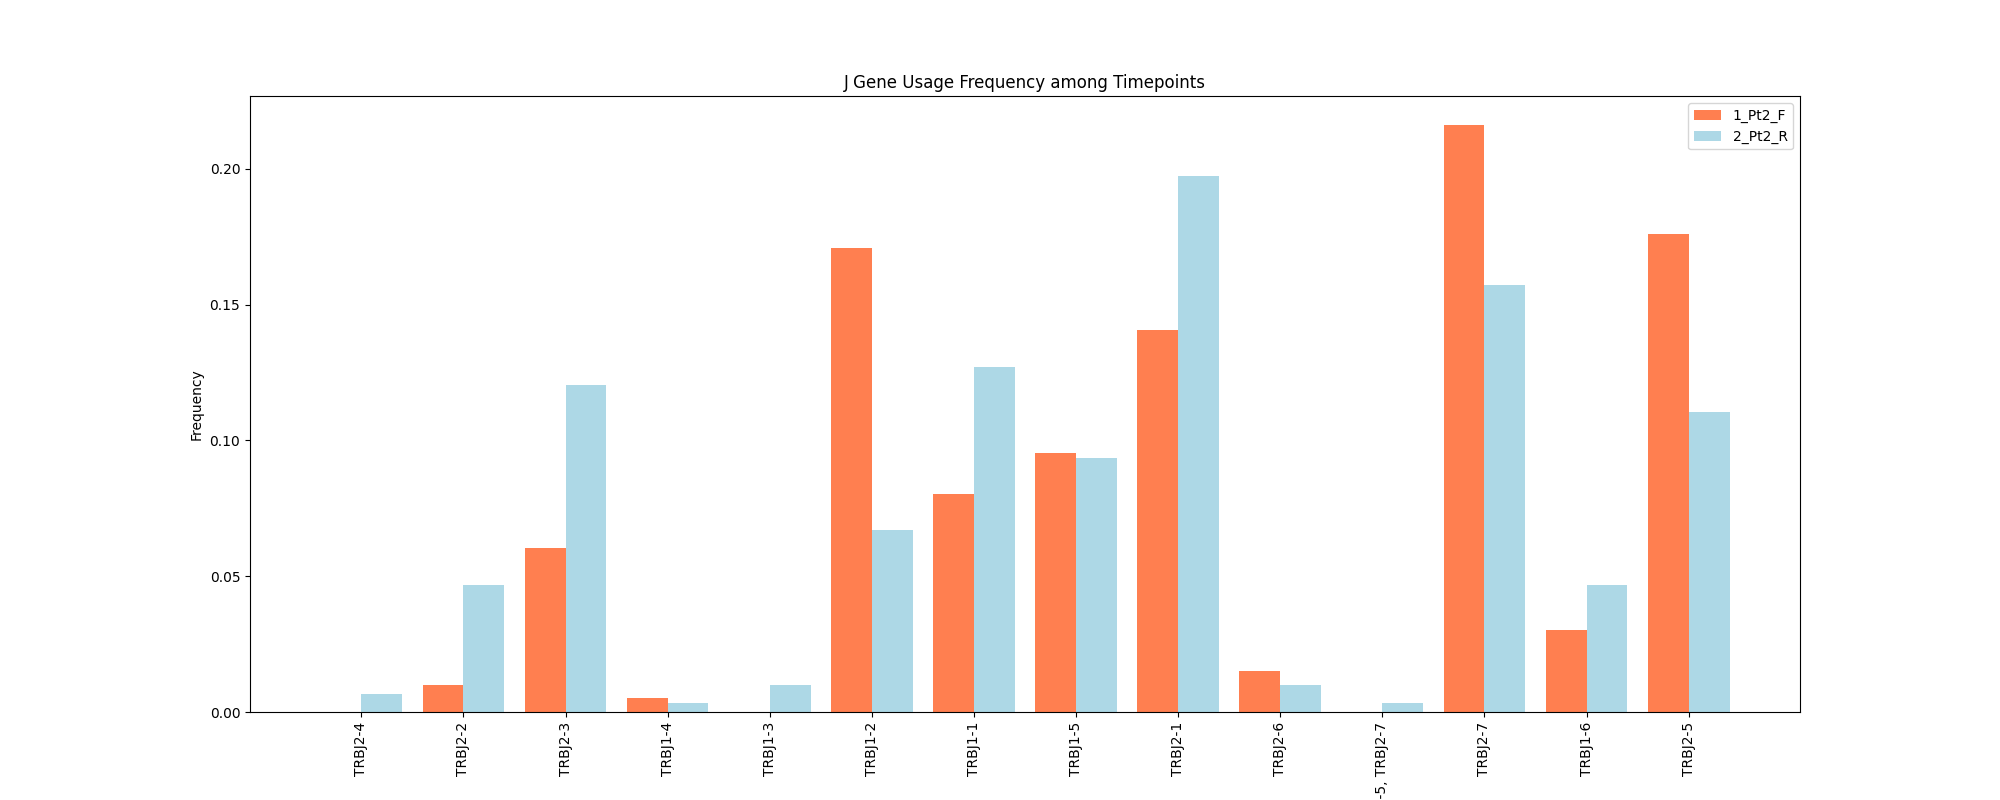 J Gene Usage Frequency among Timepoints
1_Pt2_F
2_Pt2_R
Frequency
0.20
0.15
0.10
0.05
0.00
TRBJ2-4
TRBJ2-2
TRBJ2-3
TRBJ1-4
TRBJ1-3
TRBJ1-2
TRBJ1-1
TRBJ1-5
TRBJ2-1
TRBJ2-6
-5, TRBJ2-7
TRBJ2-7
TRBJ1-6
TRBJ2-5